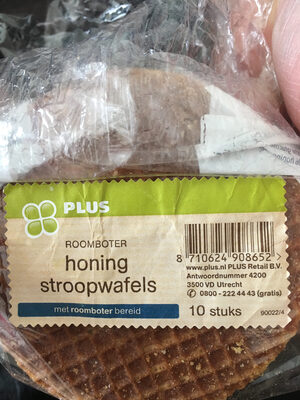 PLUS
ROOMBOTER
honing
stroopwafels
met roomboter bereid
8 710624 908652 >
www.plus.nl PLUS Retail B.V.
Antwoordnummer 4200
3500 VD Utrecht
0800 - 222 44 43 (gratis)
10 stuks
90022/4